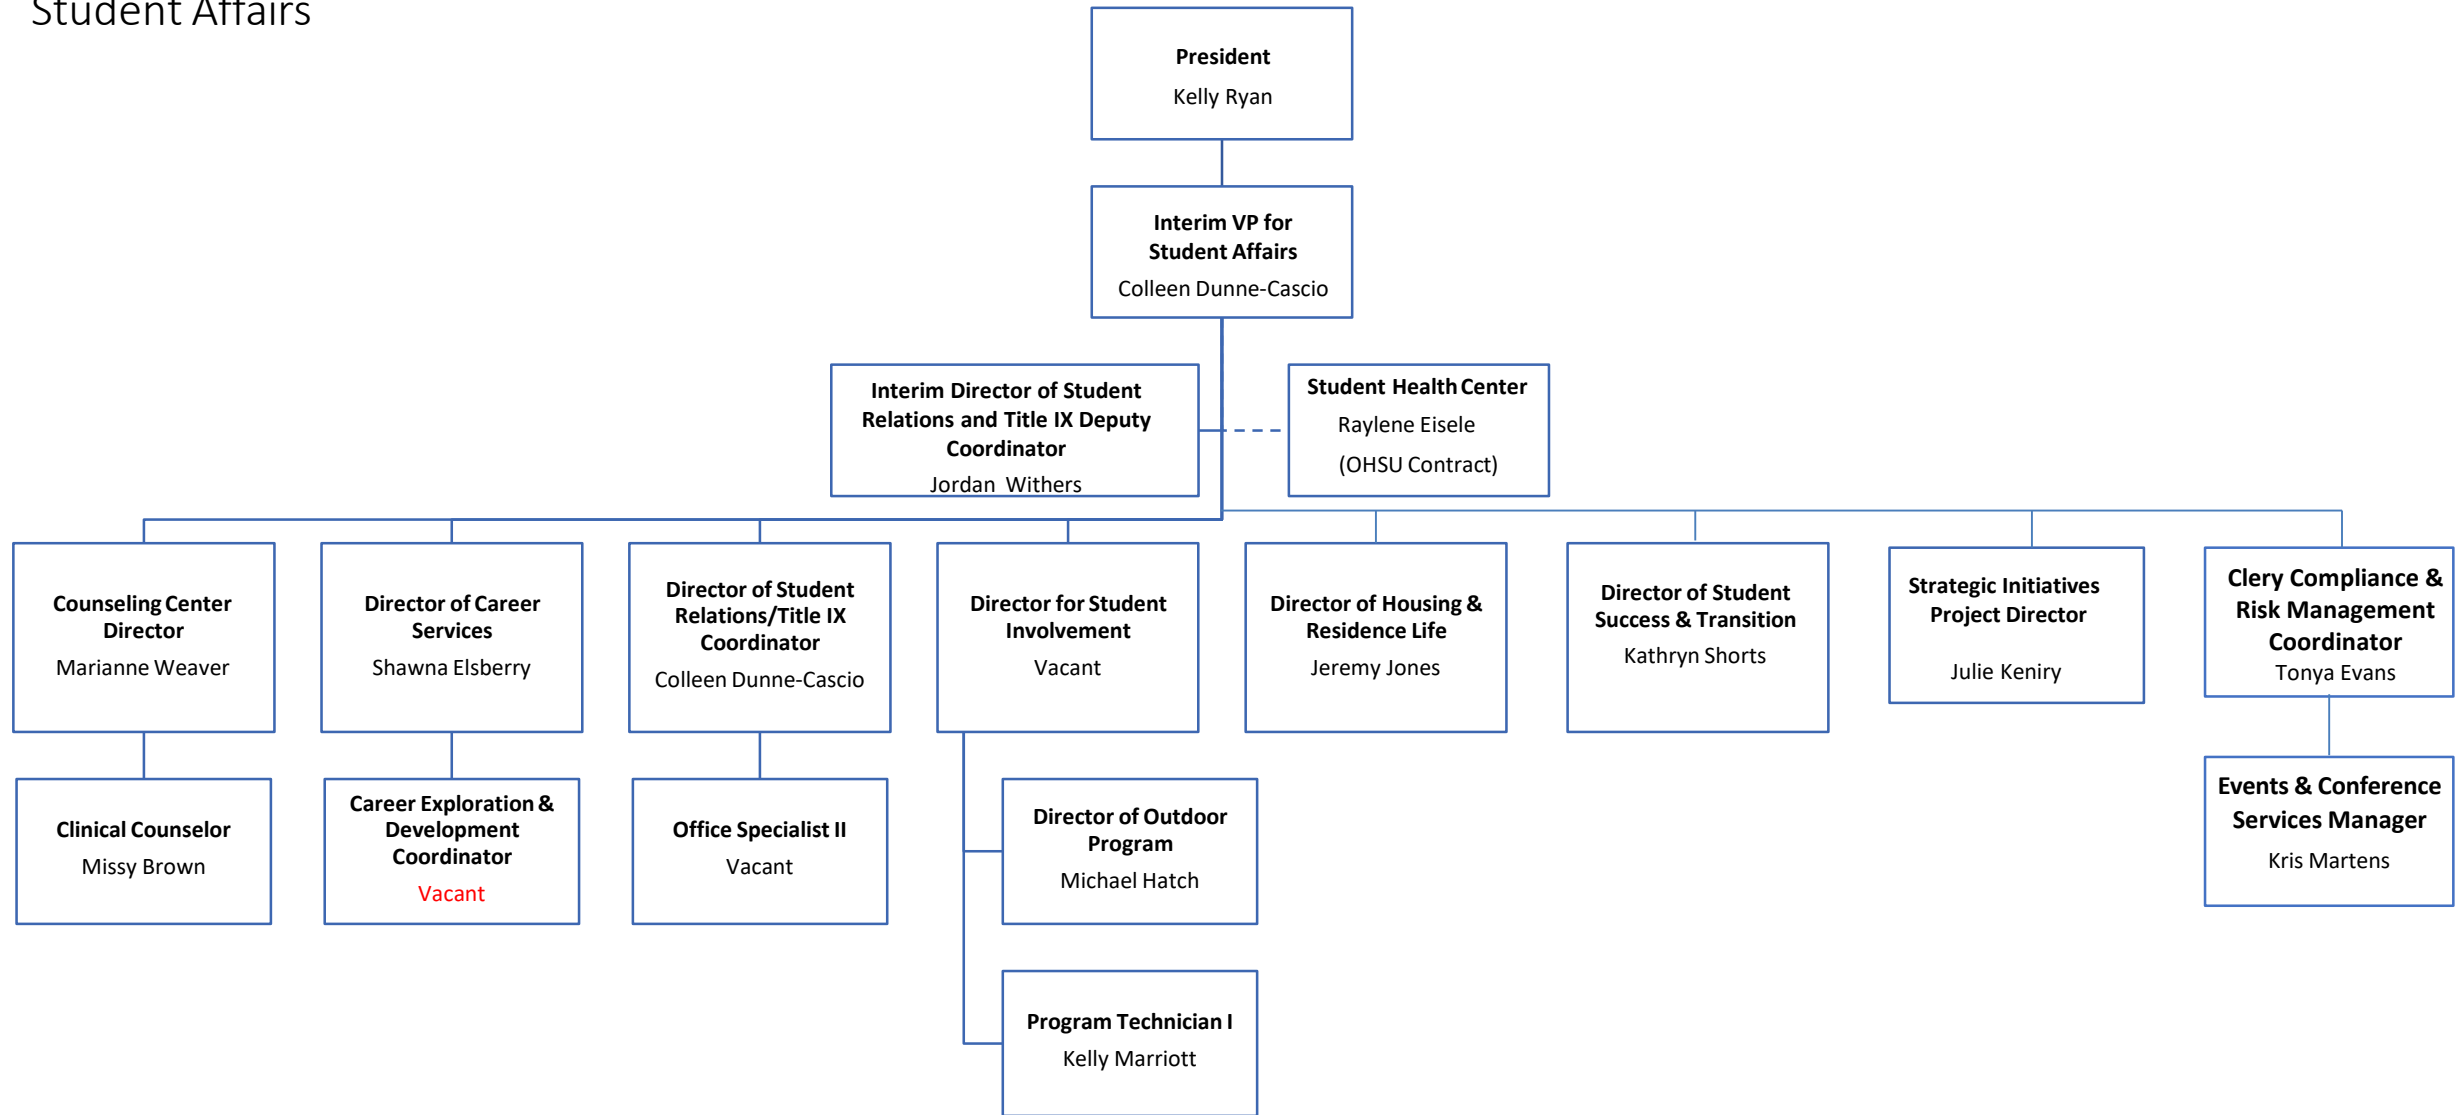 Student Affairs
President
Kelly Ryan
Interim VP for
Student Affairs
Colleen Dunne-Cascio
Interim Director of Student
Relations and Title IX Deputy
Coordinator
Jordan Withers
Student Health Center
Raylene Eisele
(OHSU Contract)
Counseling Center
Director
Marianne Weaver
Director of Career
Services
Shawna Elsberry
Director of Student
Relations/Title IX
Coordinator
Colleen Dunne-Cascio
Director for Student
Involvement
Vacant
Director of Housing &
Residence Life
Jeremy Jones
Director of Student
Success & Transition
Kathryn Shorts
Strategic Initiatives
Project Director
Julie Keniry
Clery Compliance &
Risk Management
Coordinator
Tonya Evans
Clinical Counselor
Missy Brown
Career Exploration &
Development
Coordinator
Vacant
Office Specialist II
Vacant
Director of Outdoor
Program
Michael Hatch
Events & Conference
Services Manager
Kris Martens
Program Technician I
Kelly Marriott